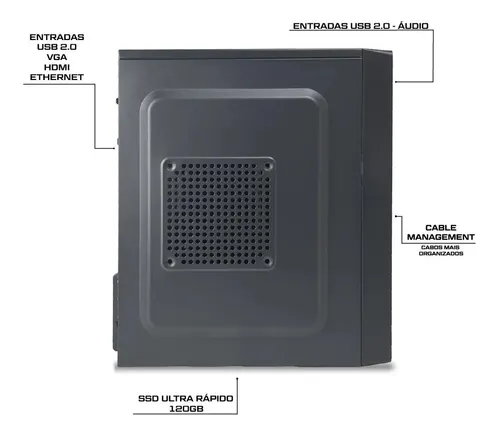 ENTRADAS
USB 2.0
VGA
HDMI
ETHERNET
ENTRADAS USB 2.0 - ÁUDIO
CABLE
MANAGEMENT
CABOS MAIS
ORGANIZADOS
SSD ULTRA RÁPIDO
120GB